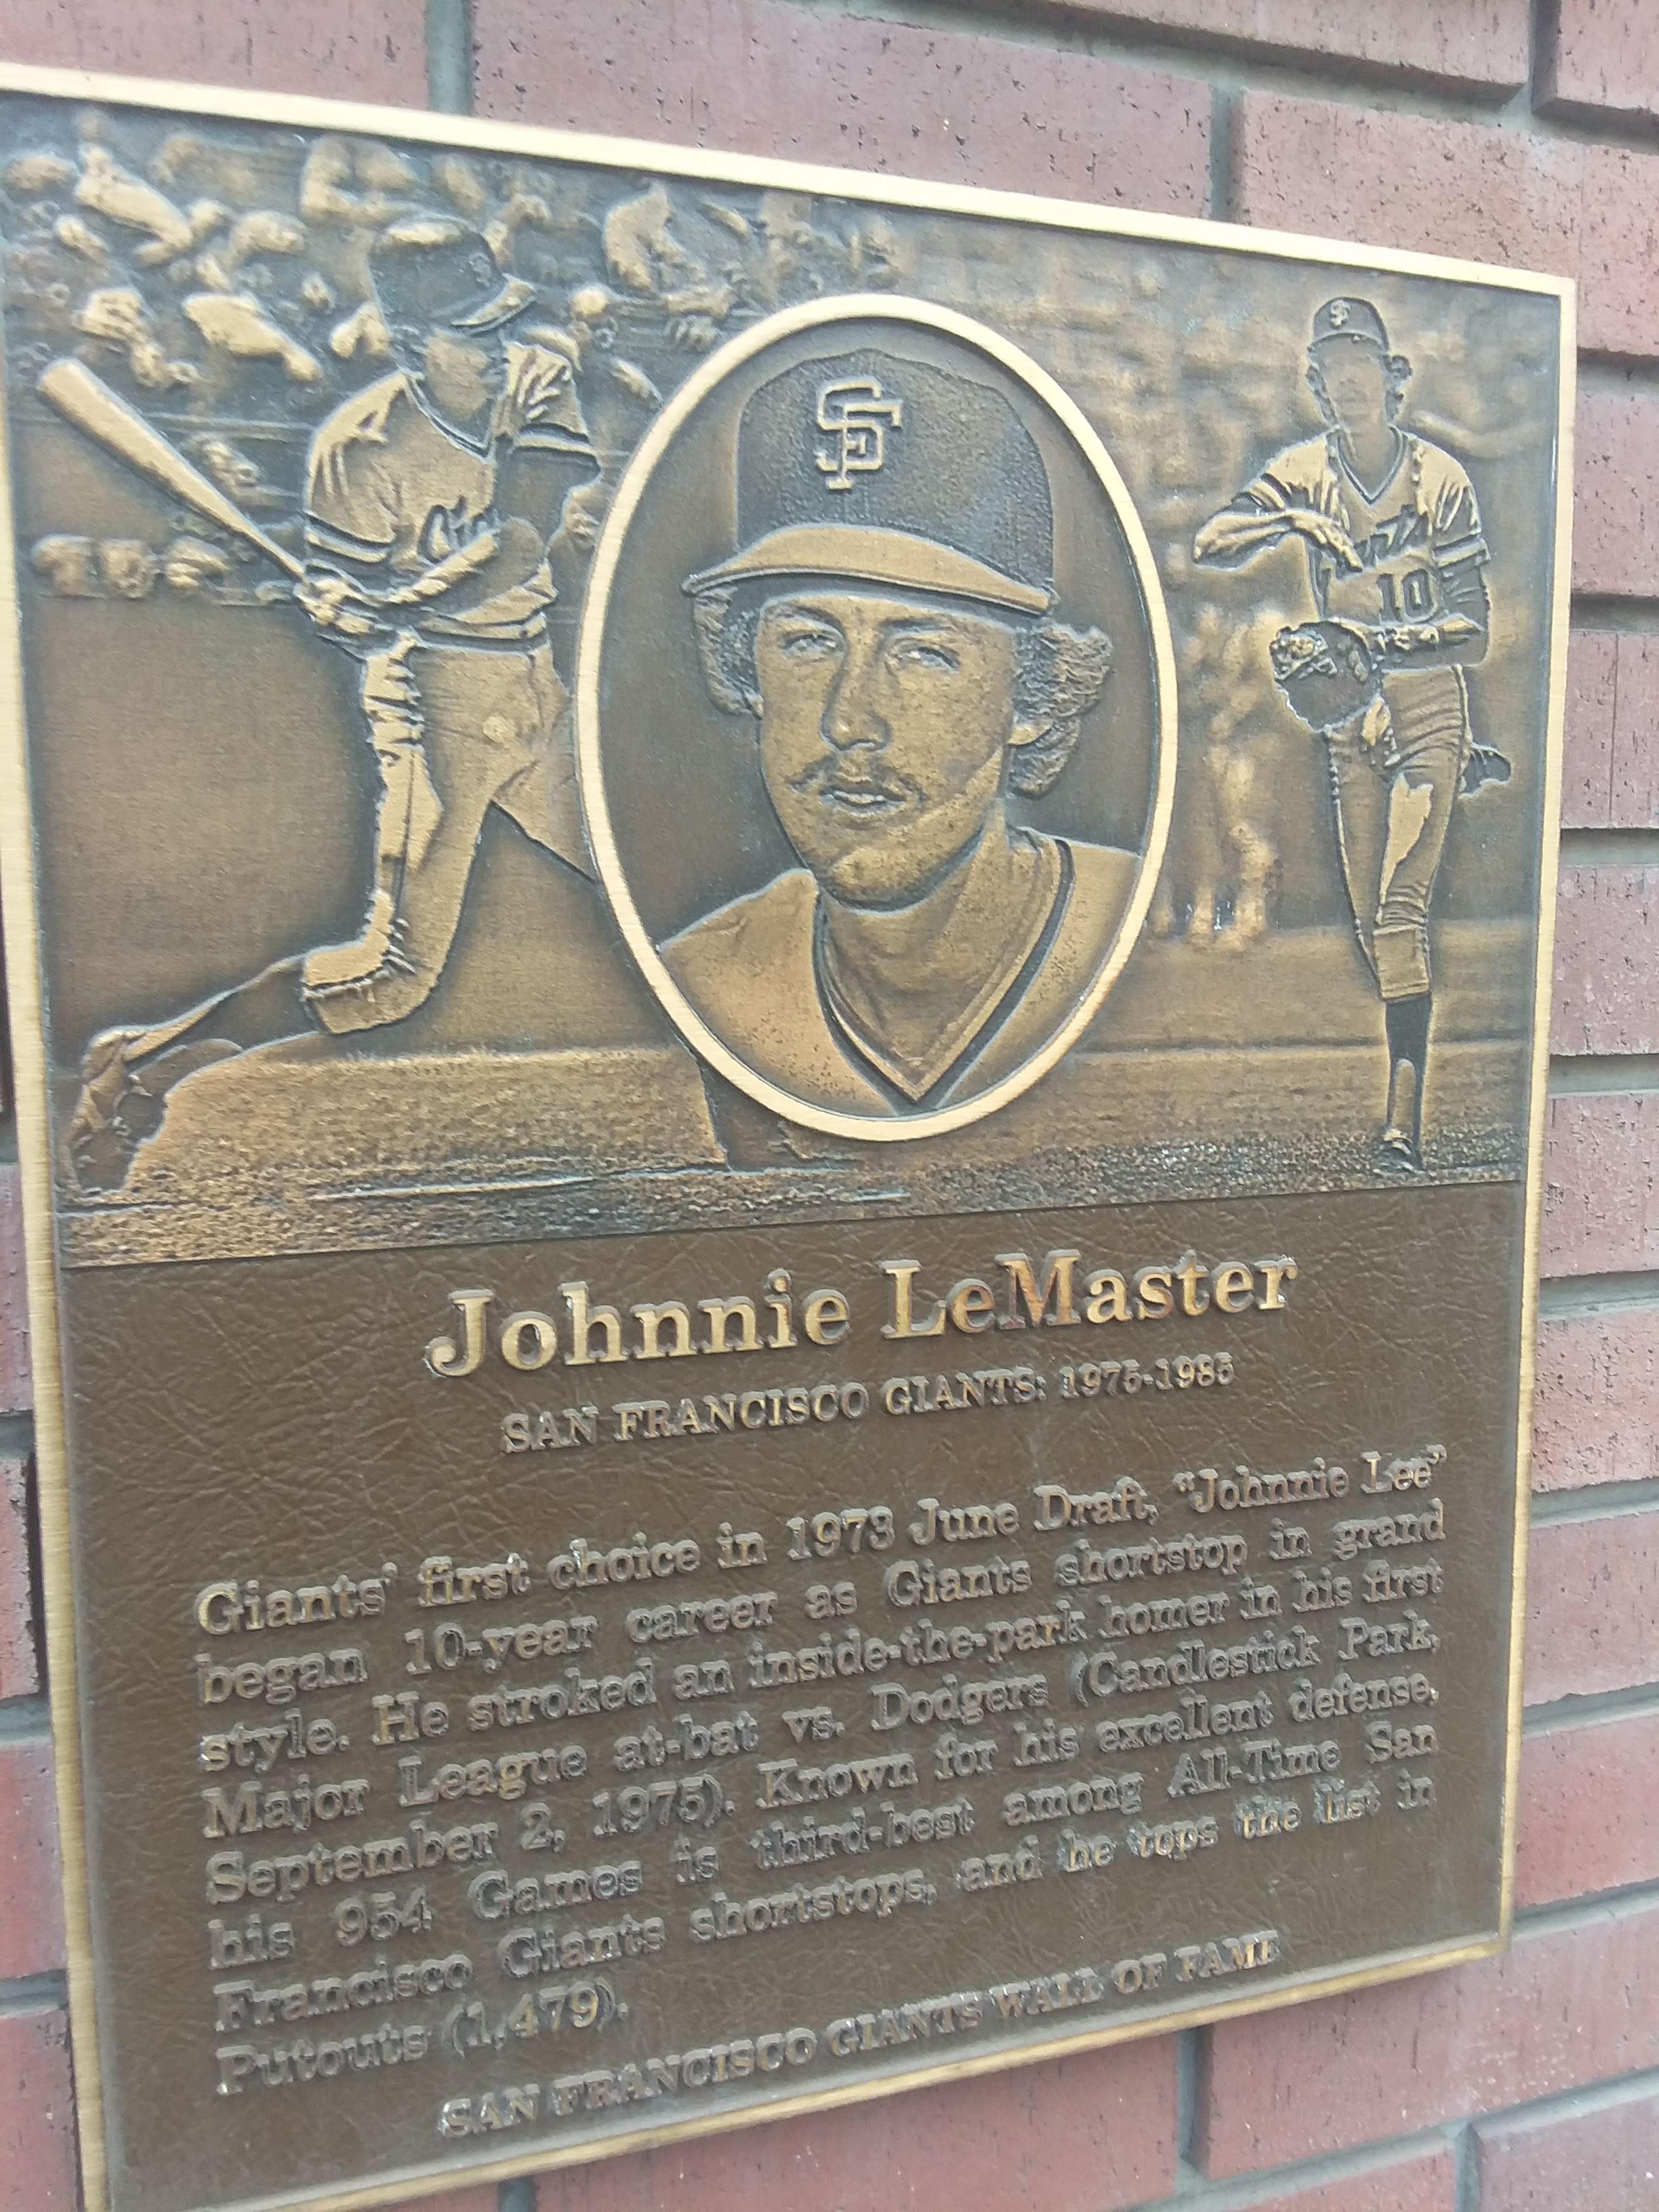 SF
SF
10
Johnnie LeMaster
SAN FRANCISCO GIANTS: 1975-1985
Giants' first choice in 1973 June Draft, "Johnnie Lee"
began 10-year career as Giants shortstop in grand
style. He stroked an inside-the-park homer in his first
Major League at-bat vs. Dodgers (Candlestick Park,
September 2, 1975). Known for his excellent defense,
his 954 Games is third-best among All-Time San
Francisco Giants shortstops, and he tops the list in
Putouts (1,479).
SAN FRANCISCO GIANTS WALL OF FAME